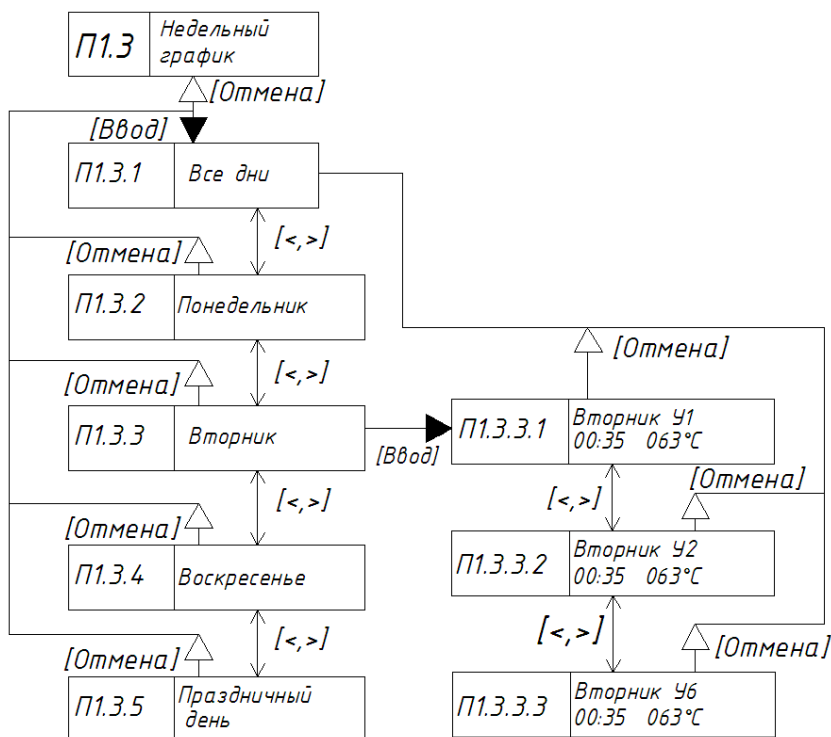 П1.3
Недельный
график
[Отмена]
[Ввод]
П1.3.1
Все дни
[<,>]
[Отмена]
П1.3.2
Понедельник
[<,>]
[Отмена]
П1.3.3
Вторник
[Ввод]
[<,>]
[Отмена]
П1.3.4
Воскресенье
[<,>]
[Отмена]
П1.3.5
Праздничный
день
[Отмена]
П1.3.3.1
Вторник У1
00:35 063°С
[<,>]
[Отмена]
П1.3.3.2
Вторник У2
00:35 063°С
[<,>]
[Отмена]
П1.3.3.3
Вторник У6
00:35 063°С